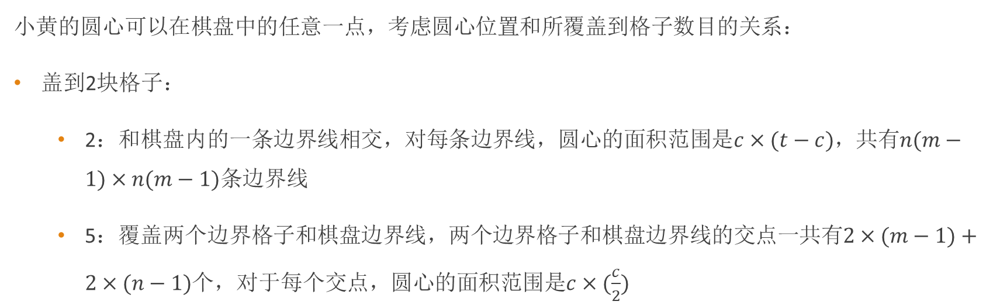 小黄的圆心可以在棋盘中的任意一点，考虑圆心位置和所覆盖到格子数目的关系：
• 盖到2块格子：
• 2：和棋盘内的一条边界线相交，对每条边界线，圆心的面积范围是c × (t − c)，共有n(m −
1) × n(m − 1)条边界线
• 5：覆盖两个边界格子和棋盘边界线，两个边界格子和棋盘边界线的交点一共有2 × (m − 1) +
2 × (n − 1)个，对于每个交点，圆心的面积范围是c × (c/2)